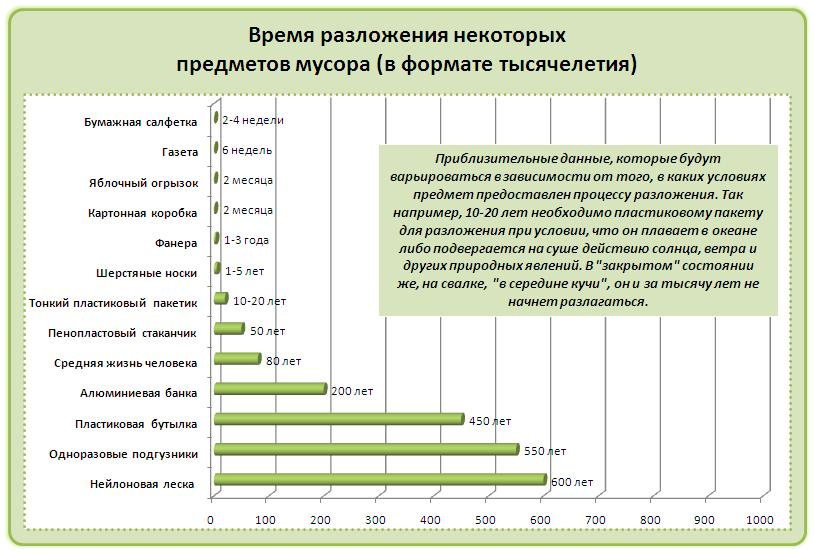 Время разложения некоторых
предметов мусора (в формате тысячелетия)
Бумажная салфетка 2-4 недели
Газета 6 недель
Яблочный огрызок 2 месяца
Картонная коробка 2 месяца
Фанера 1-3 года
Шерстяные носки 1-5 лет
Тонкий пластиковый пакетик 10-20 лет
Пенопластовый стаканчик 50 лет
Средняя жизнь человека 80 лет
Алюминиевая банка 200 лет
Пластиковая бутылка 450 лет
Одноразовые подгузники 550 лет
Нейлоновая леска 600 лет
0 100 200 300 400 500 600 700 800 900 1000
Приблизительные данные, которые будут
варьироваться в зависимости от того, в каких условиях
предмет предоставлен процессу разложения. Так
например, 10-20 лет необходимо пластиковому пакету
для разложения при условии, что он плавает в океане
либо подвергается на суше действию солнца, ветра и
других природных явлений. В "закрытом" состоянии
же, на свалке, "в середине кучи", он и за тысячу лет не
начнет разлагаться.